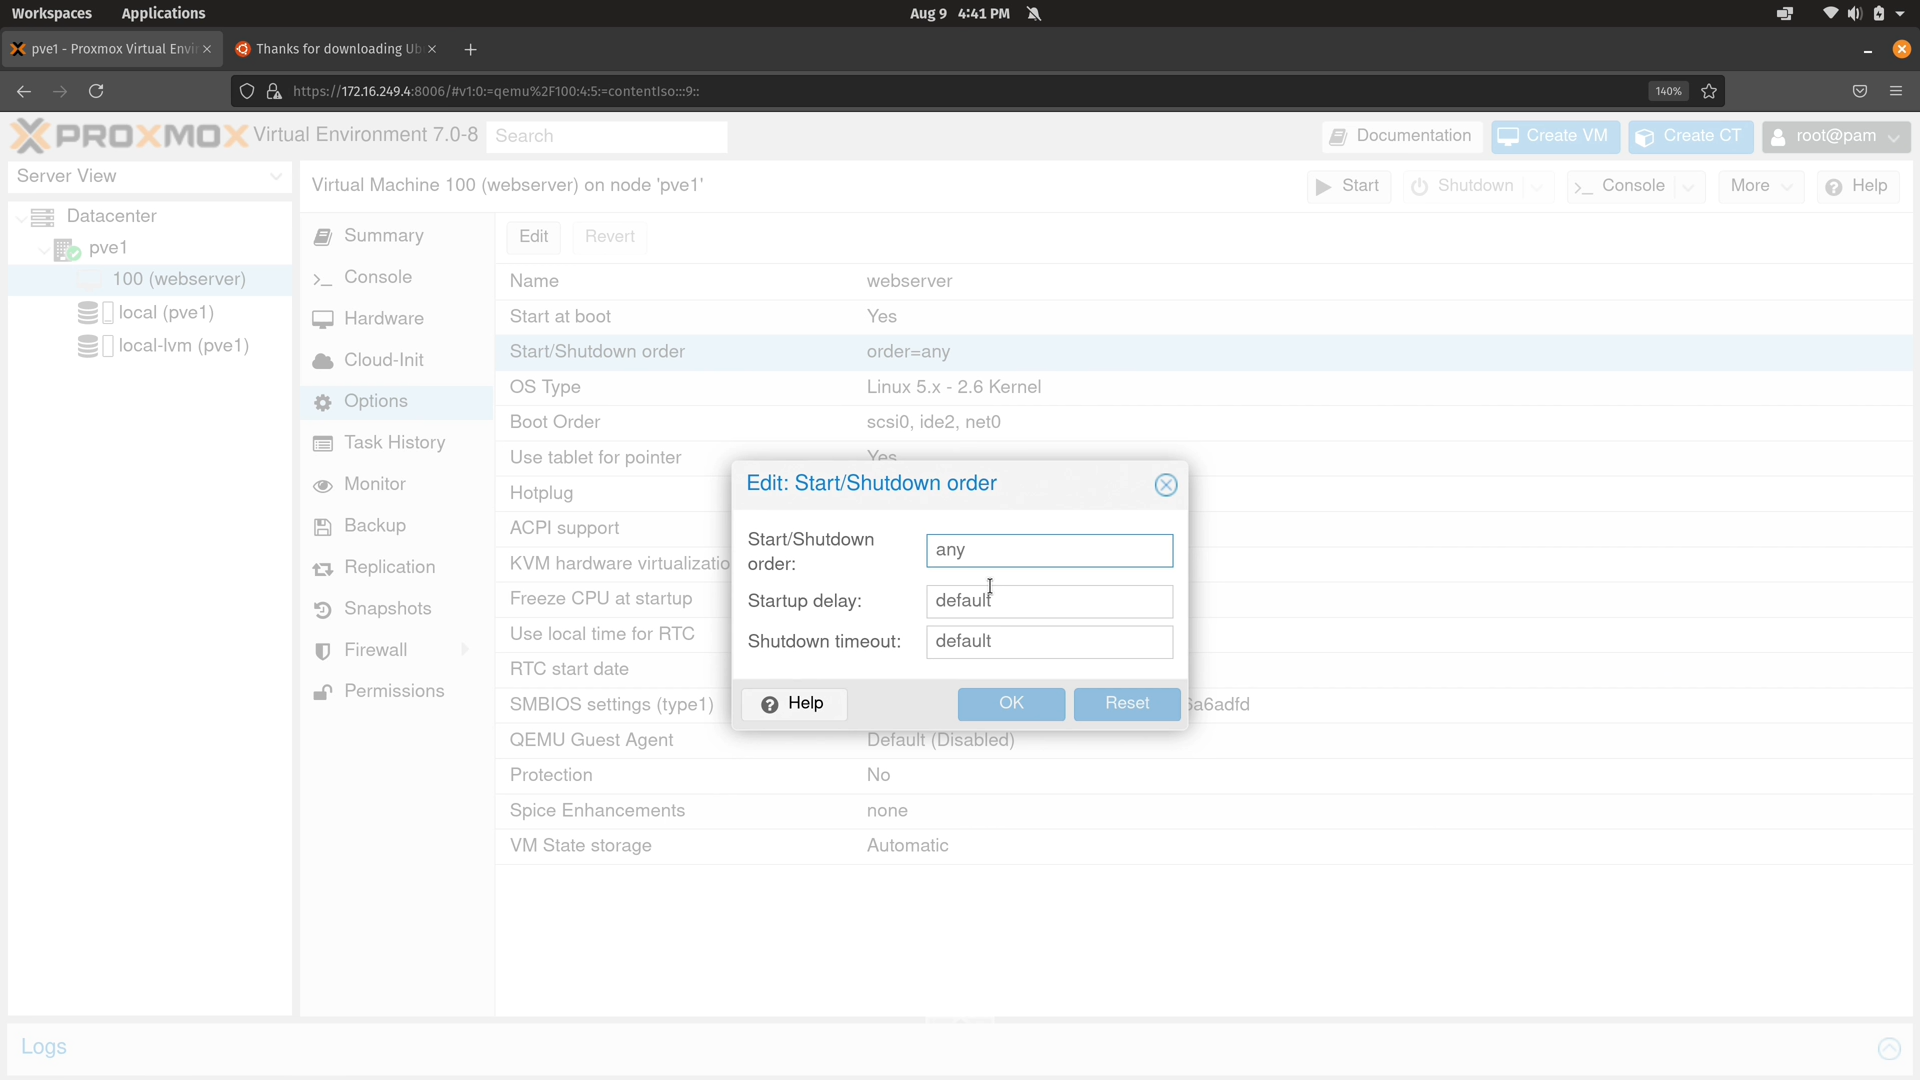 Workspaces Applications Aug 9 4:41 PM
pve1 - Proxmox Virtual Envir Thanks for downloading Ub
https://172.16.249.4:8006/#v1:0:=qemu%2F100:4:5:=contentIso:::9:: 140%
PROXMOX Virtual Environment 7.0-8 Search Documentation Create VM Create CT root@pam
Server View
Virtual Machine 100 (webserver) on node 'pve1' Start Shutdown Console More Help
Datacenter
pve1
100 (webserver)
local (pve1)
local-lvm (pve1)
Summary
Console
Hardware
Cloud-Init
Options
Task History
Monitor
Backup
Replication
Snapshots
Firewall
Permissions
Edit Revert
Name webserver
Start at boot Yes
Start/Shutdown order order=any
OS Type Linux 5.x - 2.6 Kernel
Boot Order scsi0, ide2, net0
Use tablet for pointer Yes
Hotplug
ACPI support
KVM hardware virtualizatio
Freeze CPU at startup
Use local time for RTC
RTC start date
SMBIOS settings (type1) a6adfd
QEMU Guest Agent Default (Disabled)
Protection No
Spice Enhancements none
VM State storage Automatic
Edit: Start/Shutdown order
Start/Shutdown
order: any
Startup delay: default
Shutdown timeout: default
Help OK Reset
Logs